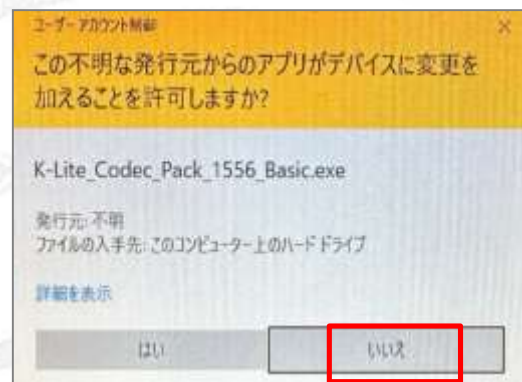 ユーザー アカウント制御
この不明な発行元からのアプリがデバイスに変更を
加えることを許可しますか?
K-Lite_Codec_Pack_1556_Basic.exe
発行元: 不明
ファイルの入手先: このコンピューター上のハード ドライブ
詳細を表示
はい
いいえ